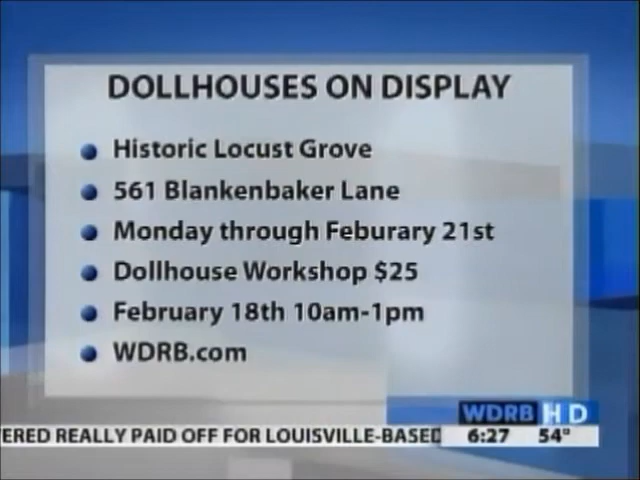 DOLLHOUSES ON DISPLAY
Historic Locust Grove
561 Blankenbaker Lane
Monday through Feburary 21st
Dollhouse Workshop $25
February 18th 10am-1pm
WDRB.com
WDRB HD
ERED REALLY PAID OFF FOR LOUISVILLE-BASED
6:27 54°